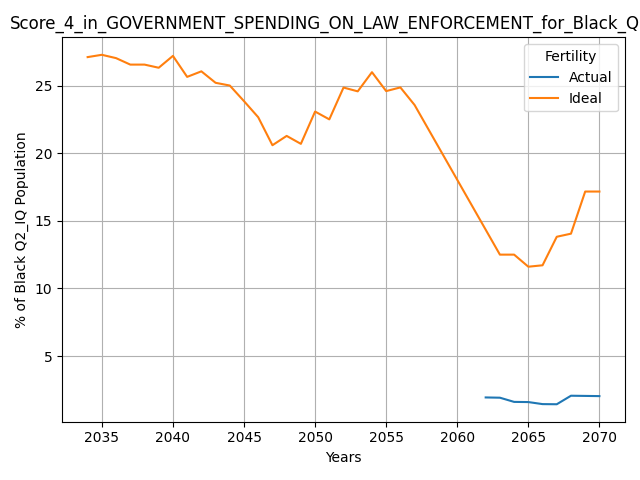 Score_4_in_GOVERNMENT_SPENDING_ON_LAW_ENFORCEMENT_for_Black_Q
Fertility
Actual
Ideal
% of Black Q2_IQ Population
25
20
15
10
5
2035 2040 2045 2050 2055 2060 2065 2070
Years